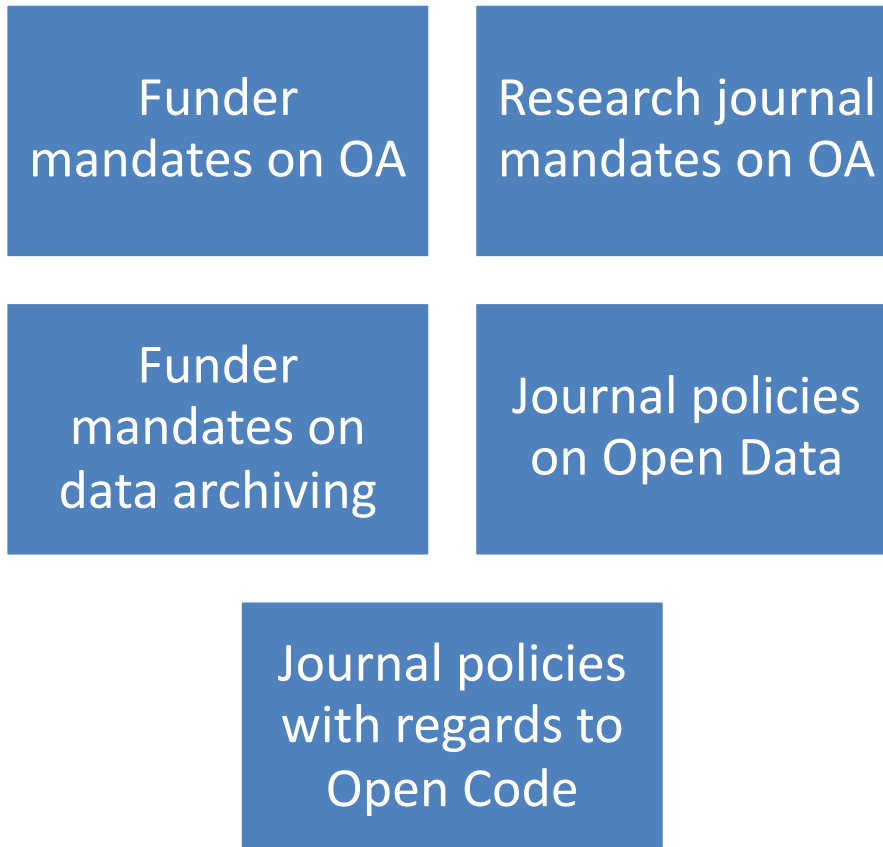 Funder
mandates on OA
Research journal
mandates on OA
Funder
mandates on
data archiving
Journal policies
on Open Data
Journal policies
with regards to
Open Code